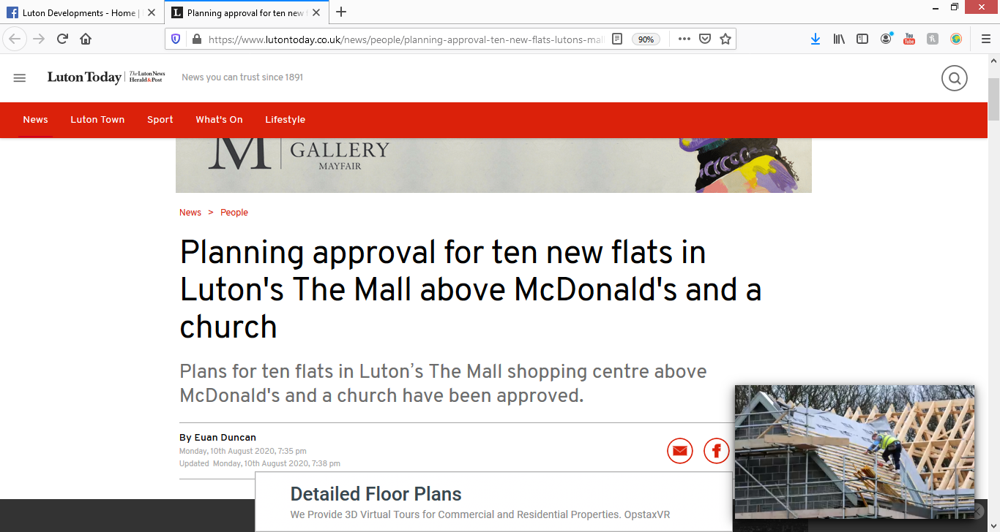 Luton Developments - Home |
Planning approval for ten new f
https://www.lutontoday.co.uk/news/people/planning-approval-ten-new-flats-lutons-mal
90%
You
Tube
Luton Today
The Luton News
Herald & Post
News you can trust since 1891
News
Luton Town
Sport
What's On
Lifestyle
M GALLERY
MAYFAIR
News > People
Planning approval for ten new flats in
Luton's The Mall above McDonald's and a
church
Plans for ten flats in Luton’s The Mall shopping centre above
McDonald's and a church have been approved.
By Euan Duncan
Monday, 10th August 2020, 7:35 pm
Updated Monday, 10th August 2020, 7:38 pm
Detailed Floor Plans
We Provide 3D Virtual Tours for Commercial and Residential Properties. OpstaxVR